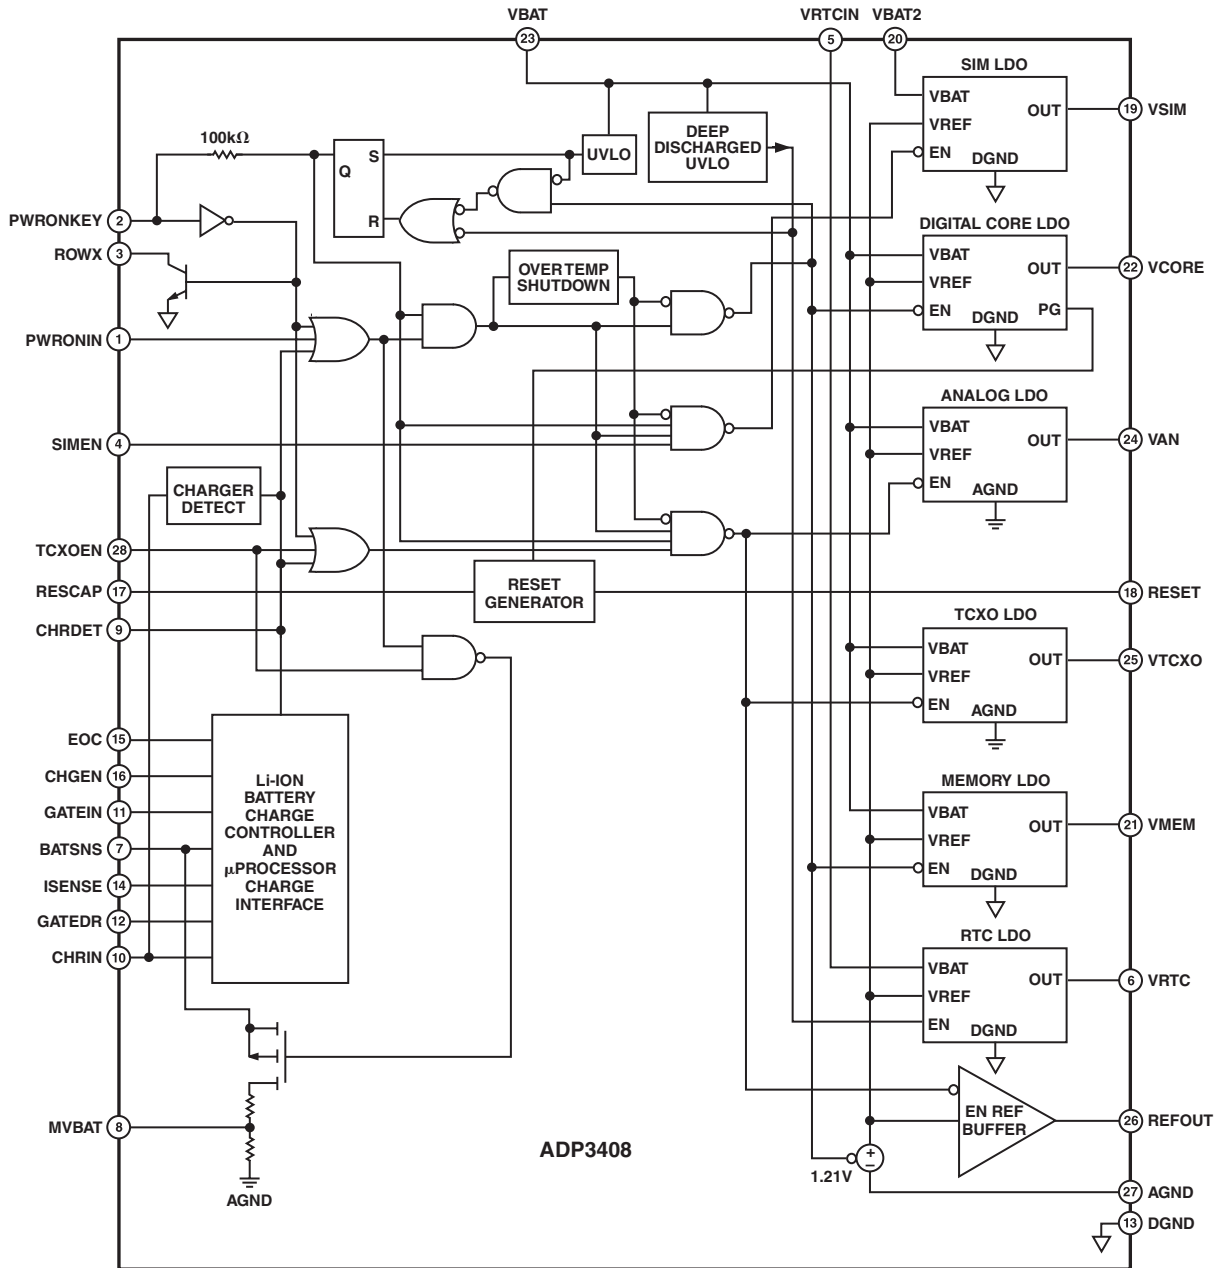 VBAT
VRTCIN
VBAT2
23
5
20
100kΩ
Q
S
R
UVLO
DEEP
DISCHARGED
UVLO
SIM LDO
VBAT
VREF
EN
OUT
DGND
19
VSIM
PWRONKEY
2
ROWX
3
PWRONIN
1
OVER TEMP
SHUTDOWN
DIGITAL CORE LDO
VBAT
VREF
EN
OUT
PG
DGND
22
VCORE
SIMEN
4
CHARGER
DETECT
ANALOG LDO
VBAT
VREF
EN
OUT
AGND
24
VAN
TCXOEN
28
RESCAP
17
CHRDET
9
RESET
GENERATOR
18
RESET
TCXO LDO
VBAT
VREF
EN
OUT
AGND
25
VTCXO
EOC
15
CHGEN
16
GATEIN
11
BATSNS
7
ISENSE
14
GATEDR
12
CHRIN
10
Li-ION
BATTERY
CHARGE
CONTROLLER
AND
μPROCESSOR
CHARGE
INTERFACE
MEMORY LDO
VBAT
VREF
EN
OUT
DGND
21
VMEM
RTC LDO
VBAT
VREF
EN
OUT
DGND
6
VRTC
MVBAT
8
AGND
ADP3408
EN REF
BUFFER
26
REFOUT
+
–
1.21V
27
AGND
13
DGND